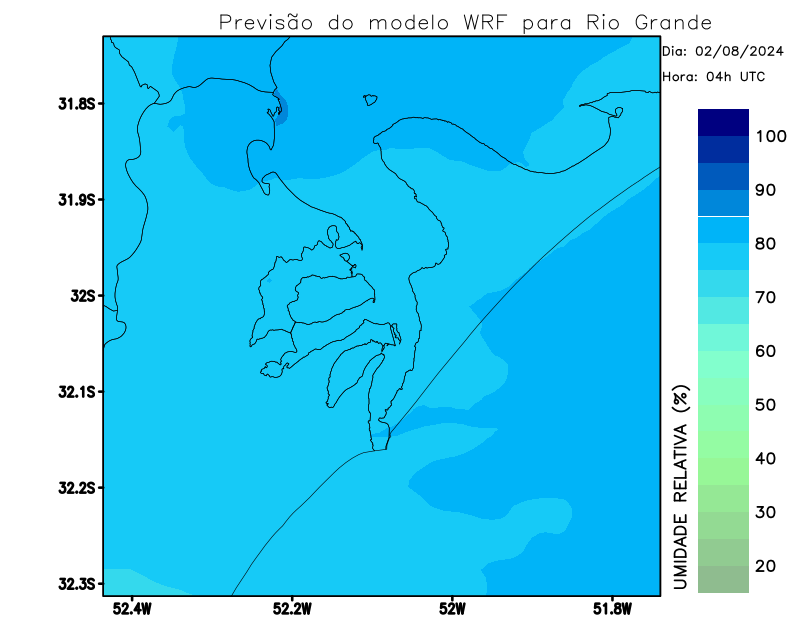 Previsão do modelo WRF para Rio Grande
Dia: 02/08/2024
Hora: 04h UTC
31.8S
31.9S
32S
32.1S
32.2S
32.3S
52.4W
52.2W
52W
51.8W
100
90
80
70
60
50
40
30
20
UMIDADE RELATIVA (%)